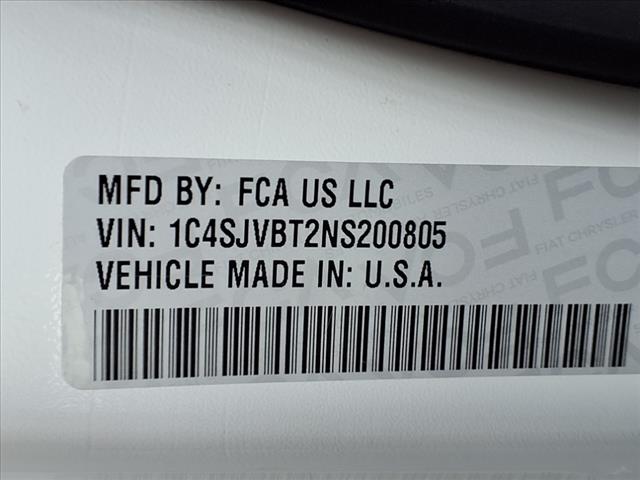 MFD BY: FCA US LLC
VIN: 1C4SJVBT2NS200805
VEHICLE MADE IN: U.S.A.